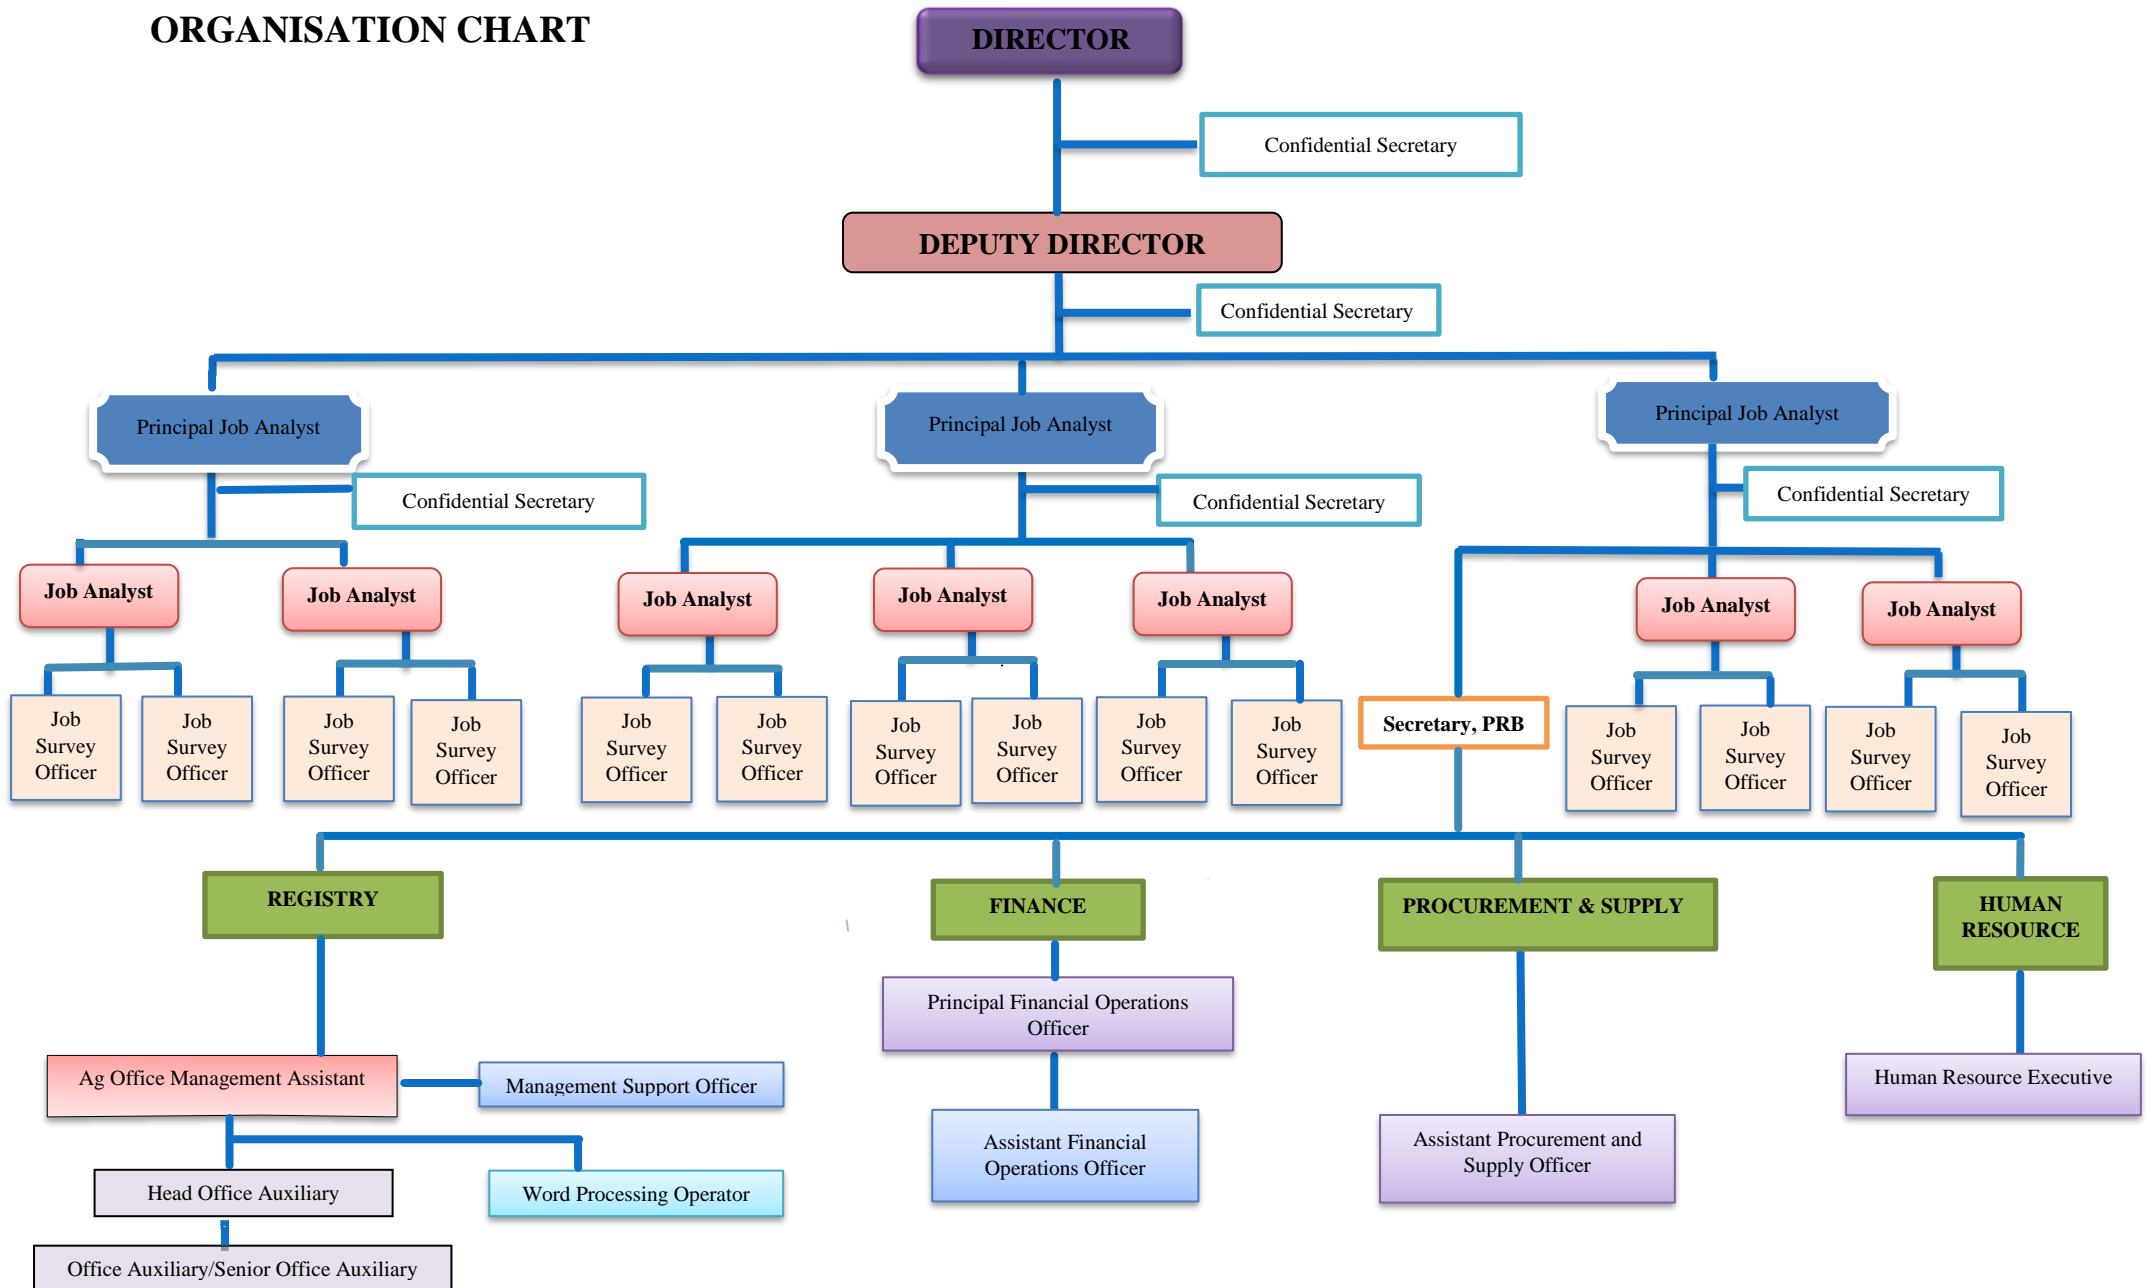 ORGANISATION CHART
DIRECTOR
Confidential Secretary
DEPUTY DIRECTOR
Confidential Secretary
Principal Job Analyst
Principal Job Analyst
Principal Job Analyst
Confidential Secretary
Confidential Secretary
Confidential Secretary
Job Analyst
Job Analyst
Job Analyst
Job Analyst
Job Analyst
Job Analyst
Job Analyst
Job
Survey
Officer
Job
Survey
Officer
Job
Survey
Officer
Job
Survey
Officer
Job
Survey
Officer
Job
Survey
Officer
Job
Survey
Officer
Job
Survey
Officer
Job
Survey
Officer
Job
Survey
Officer
Secretary, PRB
Job
Survey
Officer
Job
Survey
Officer
Job
Survey
Officer
Job
Survey
Officer
REGISTRY
FINANCE
PROCUREMENT & SUPPLY
HUMAN
RESOURCE
Principal Financial Operations
Officer
Ag Office Management Assistant
Management Support Officer
Human Resource Executive
Assistant Financial
Operations Officer
Assistant Procurement and
Supply Officer
Head Office Auxiliary
Word Processing Operator
Office Auxiliary/Senior Office Auxiliary